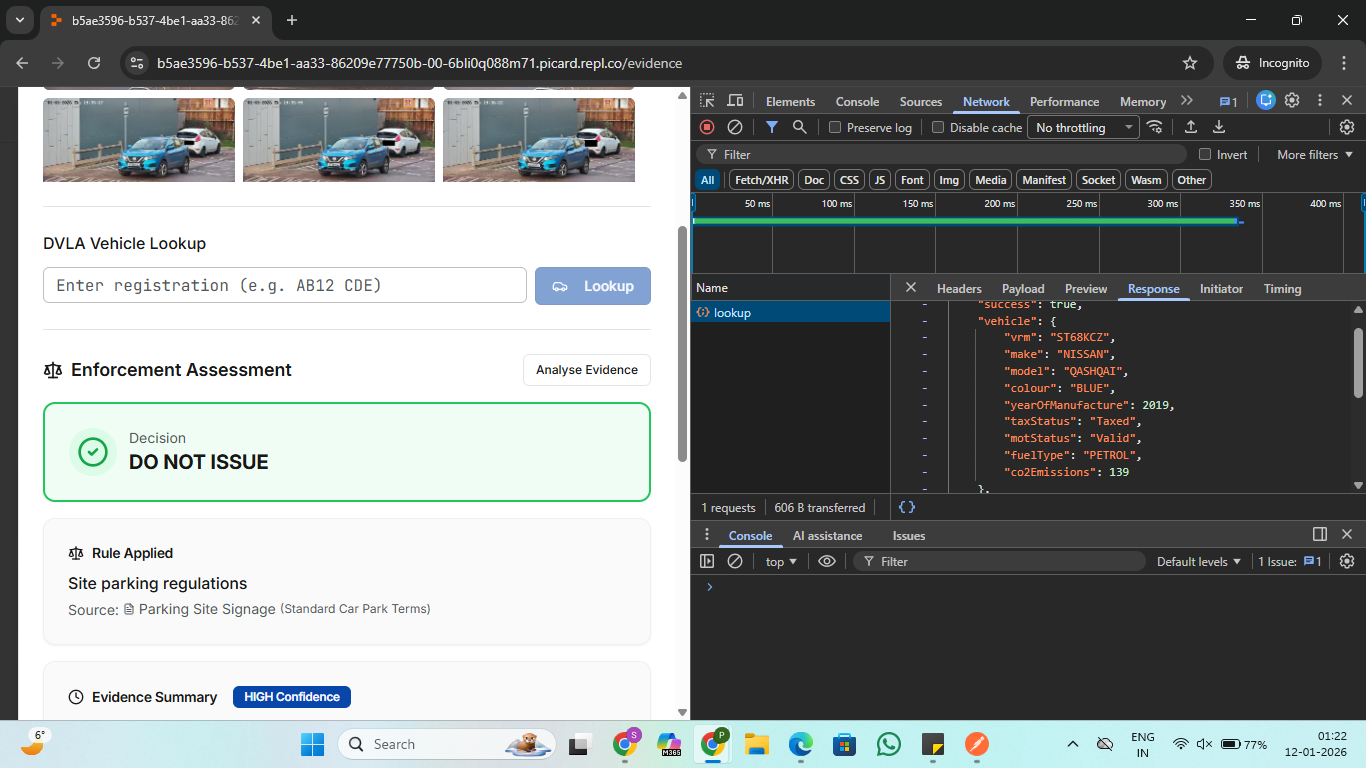 b5ae3596-b537-4be1-aa33-862
b5ae3596-b537-4be1-aa33-86209e77750b-00-6bli0q088m71.picard.repl.co/evidence
Incognito
DVLA Vehicle Lookup
Enter registration (e.g. AB12 CDE)
Lookup
Enforcement Assessment
Analyse Evidence
Decision
DO NOT ISSUE
Rule Applied
Site parking regulations
Source: Parking Site Signage (Standard Car Park Terms)
Evidence Summary
HIGH Confidence
Elements Console Sources Network Performance Memory 1
Preserve log Disable cache No throttling
Filter Invert More filters
All Fetch/XHR Doc CSS JS Font Img Media Manifest Socket Wasm Other
50 ms 100 ms 150 ms 200 ms 250 ms 300 ms 350 ms 400 ms
Name Headers Payload Preview Response Initiator Timing
lookup
"success": true,
"vehicle": {
"vrm": "ST68KCZ",
"make": "NISSAN",
"model": "QASHQAI",
"colour": "BLUE",
"yearOfManufacture": 2019,
"taxStatus": "Taxed",
"motStatus": "Valid",
"fuelType": "PETROL",
"co2Emissions": 139
},
1 requests 606 B transferred {}
Console AI assistance Issues
top Filter Default levels 1 Issue: 1
6°
Search
S
M365
P
ENG
IN
77%
01:22
12-01-2026